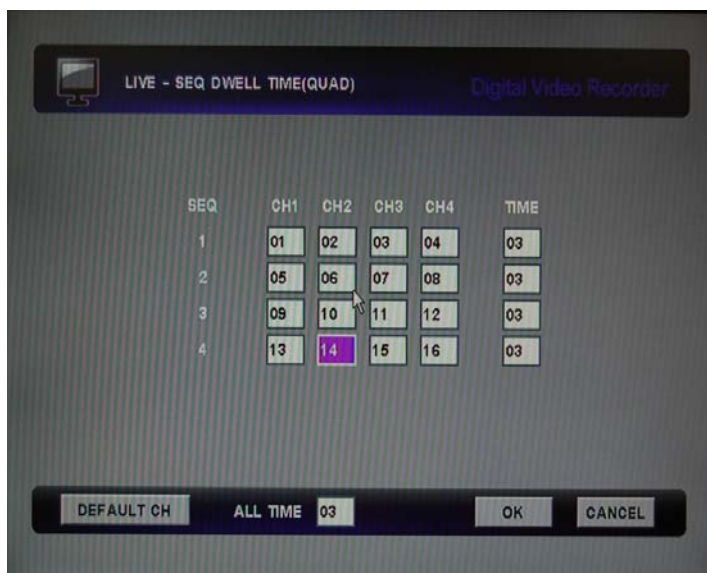 LIVE - SEQ DWELL TIME(QUAD) Digital Video Recorder
SEQ CH1 CH2 CH3 CH4 TIME
1 01 02 03 04 03
2 05 06 07 08 03
3 09 10 11 12 03
4 13 14 15 16 03
DEFAULT CH ALL TIME 03 OK CANCEL